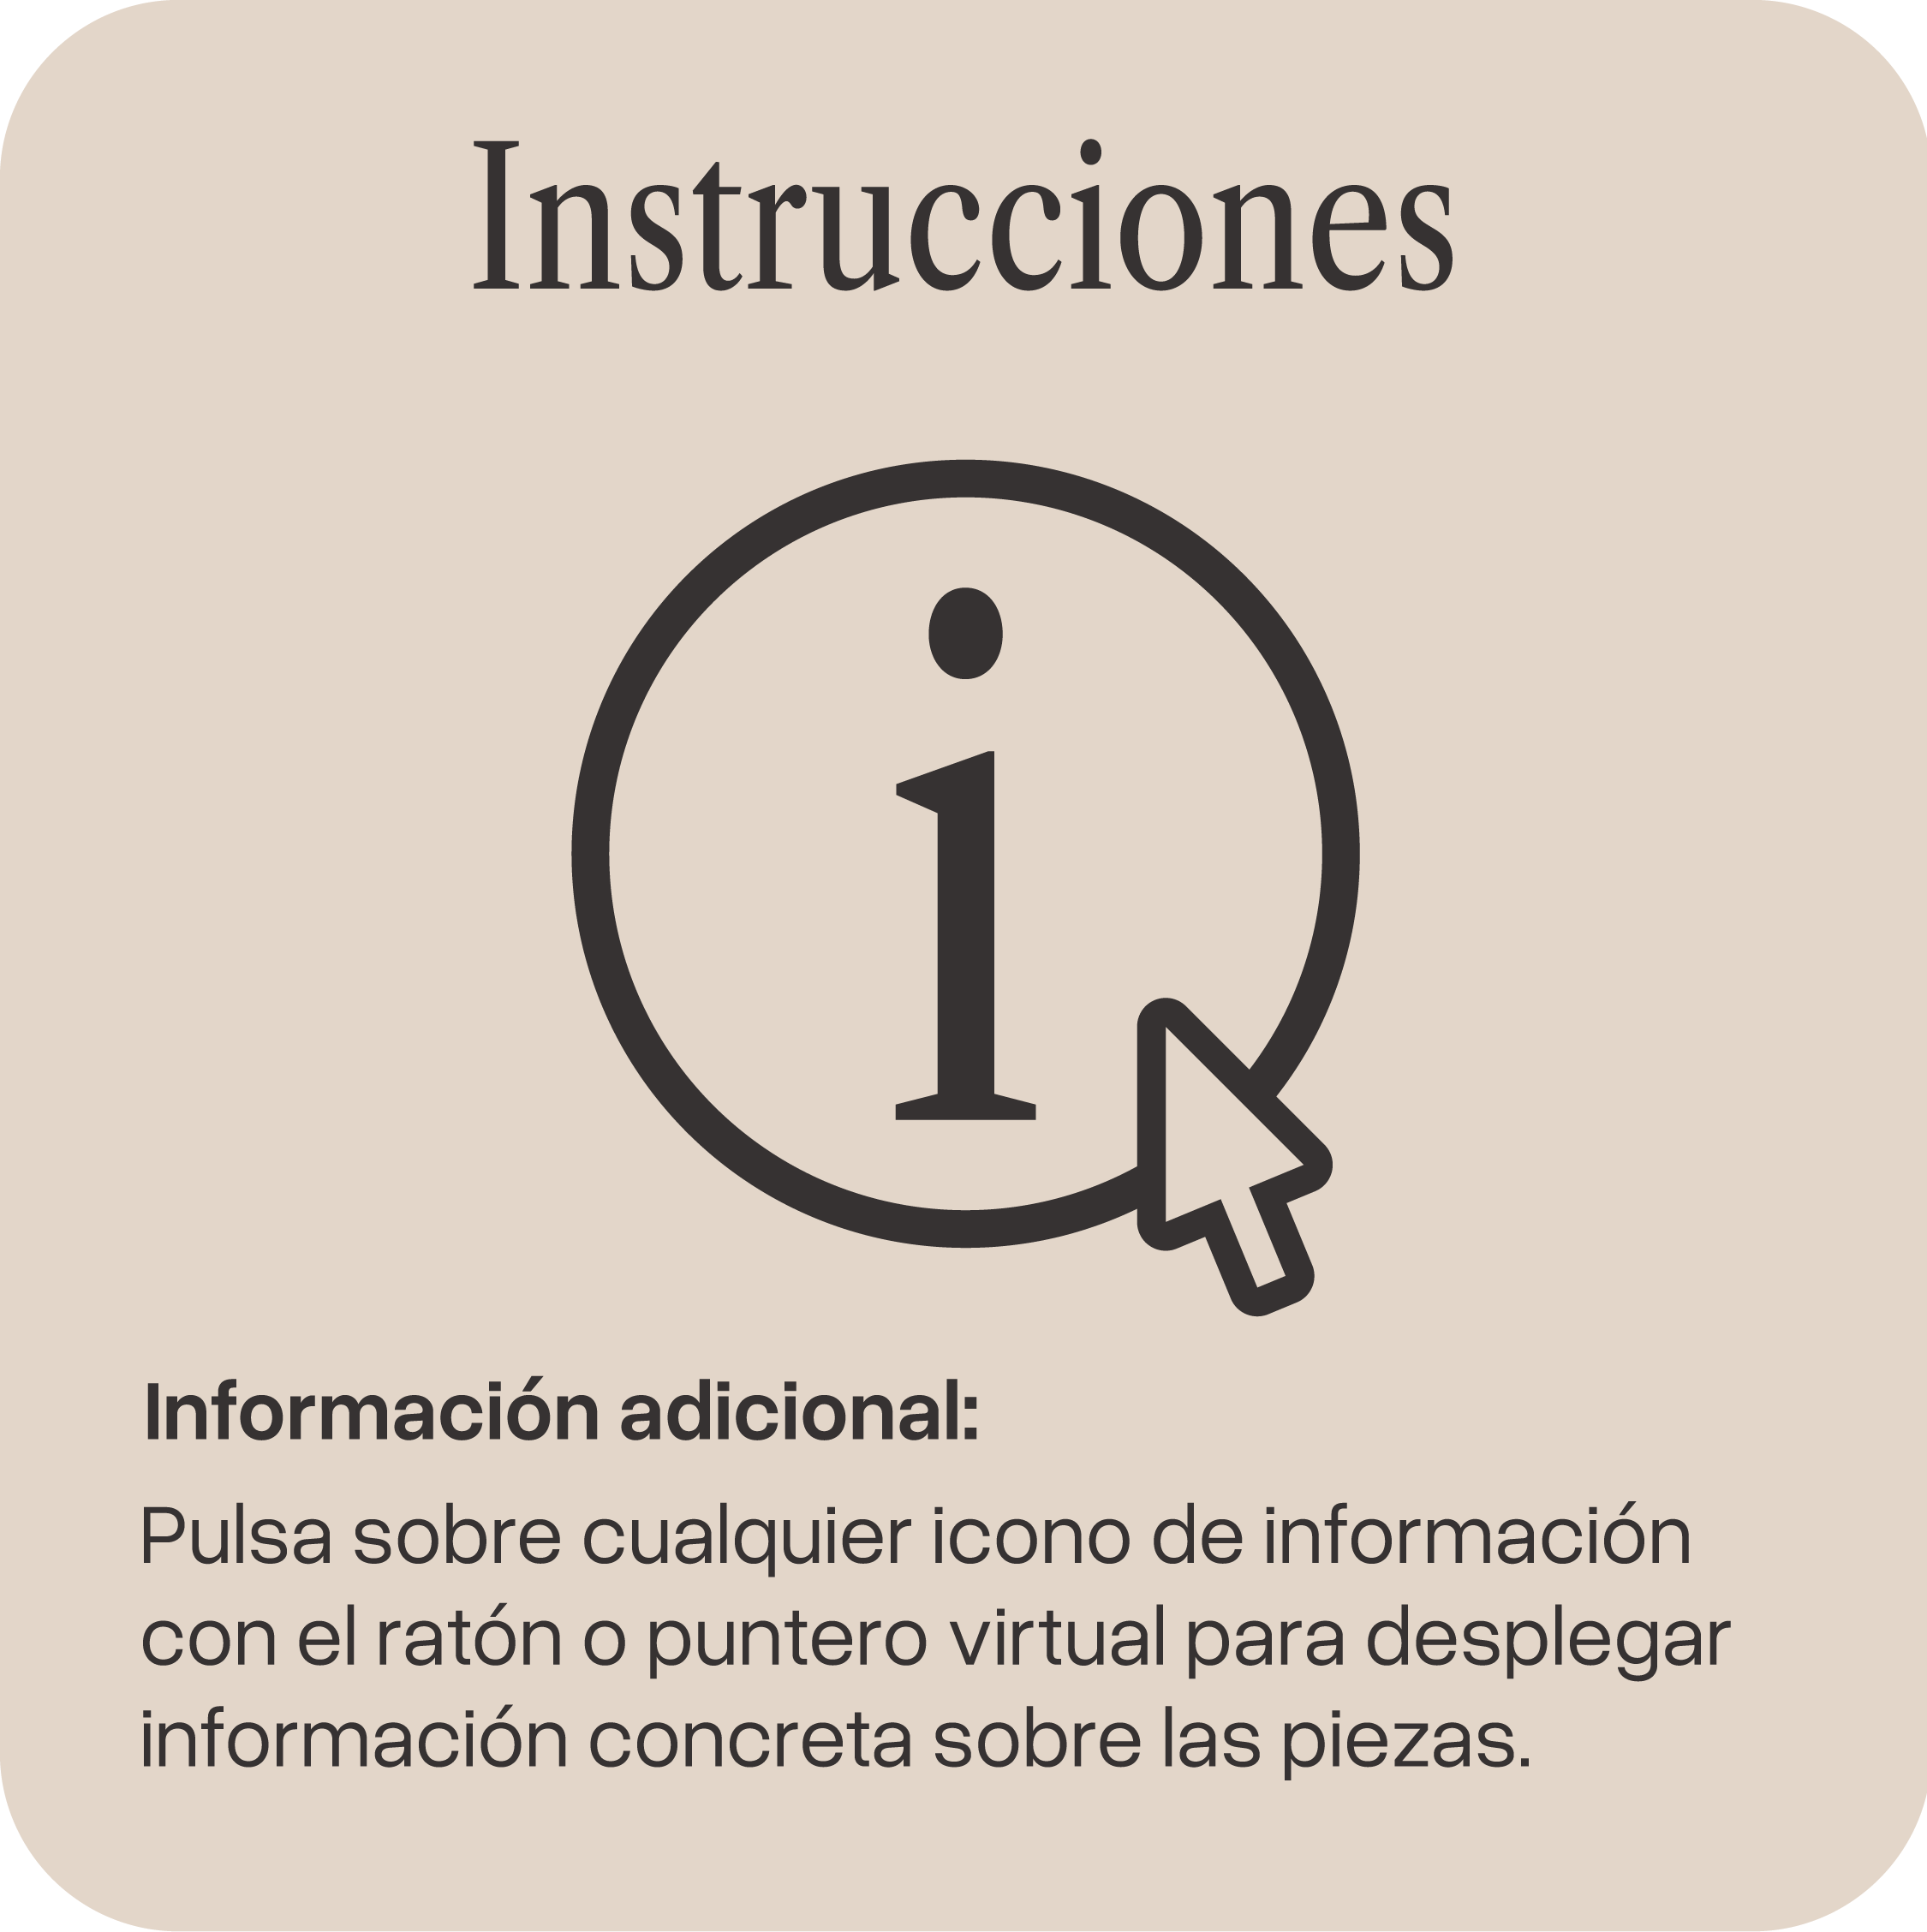 Instrucciones
i
Información adicional:
Pulsa sobre cualquier icono de información
con el ratón o puntero virtual para desplegar
información concreta sobre las piezas.